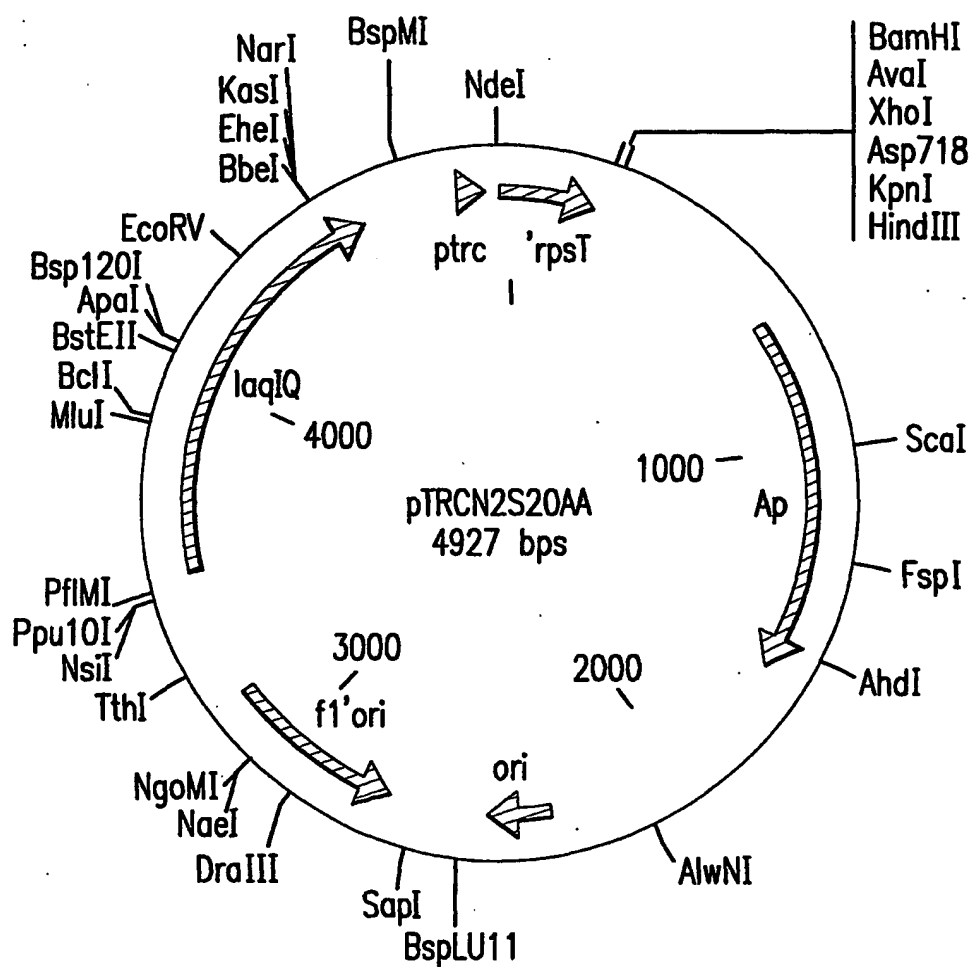 BspMI
NarI
KasI
EheI
BbeI
NdeI
BamHI
AvaI
XhoI
Asp718
KpnI
HindIII
EcoRV
Bsp120I
ApaI
BstEII
BclI
MluI
ptrc
'rpsT
laqIQ
4000
1000
ScaI
pTRCN2S20AA
4927 bps
Ap
FspI
PflMI
Ppu10I
NsiI
TthI
3000
f1'ori
2000
AhdI
NgoMI
NaeI
DraIII
ori
AlwNI
SapI
BspLU11